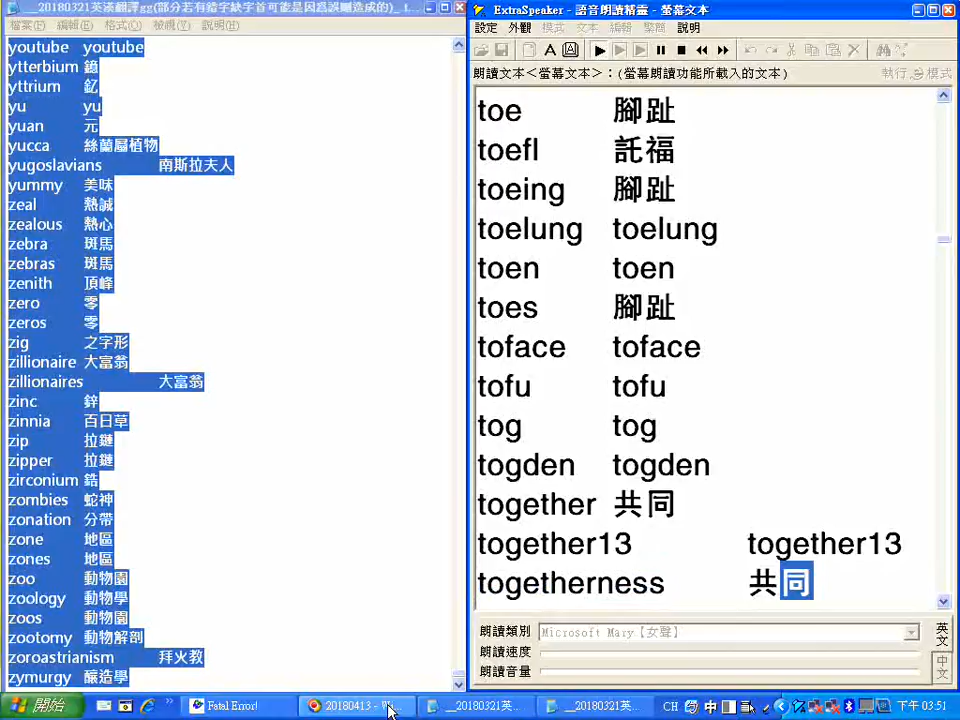 __20180321英漢翻譯gg(部分若有錯字缺字首可能是因爲誤刪造成的)_
檔案(F) 編輯(E) 格式(O) 檢視(V) 說明(H)
youtube youtube
ytterbium 鐿
yttrium 釔
yu yu
yuan 元
yucca 絲蘭屬植物
yugoslavians 南斯拉夫人
yummy 美味
zeal 熱誠
zealous 熱心
zebra 斑馬
zebras 斑馬
zenith 頂峰
zero 零
zeros 零
zig 之字形
zillionaire 大富翁
zillionaires 大富翁
zinc 鋅
zinnia 百日草
zip 拉鏈
zipper 拉鏈
zirconium 鋯
zombies 蛇神
zonation 分帶
zone 地區
zones 地區
zoo 動物園
zoology 動物學
zoos 動物園
zootomy 動物解剖
zoroastrianism 拜火教
zymurgy 釀造學
ExtraSpeaker - 語音朗讀精靈 - 螢幕文本
設定 外觀 模式 文本 編輯 繁簡 說明
朗讀文本<螢幕文本>：(螢幕朗讀功能所載入的文本) 執行 模式
toe 腳趾
toefl 託福
toeing 腳趾
toelung toelung
toen toen
toes 腳趾
toface toface
tofu tofu
tog tog
togden togden
together 共同
together13 together13
togetherness 共同
朗讀類別 Microsoft Mary【女聲】
朗讀速度
朗讀音量
英文
中文
開始 Fatal Error! 20180413 - __20180321英... __20180321英... CH 中 下午 03:51